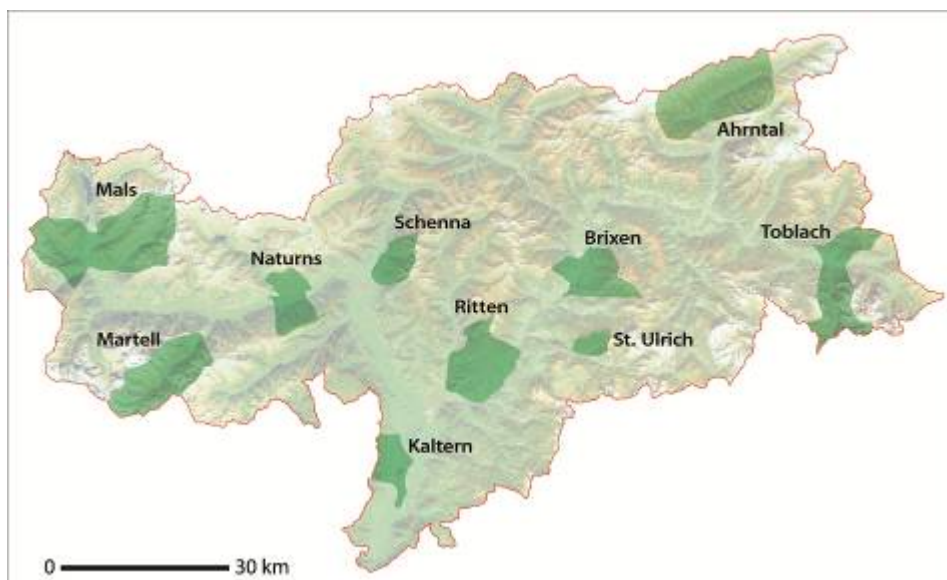 Ahrntal
Mals
Schenna
Brixen
Toblach
Naturns
Ritten
Martell
St. Ulrich
Kaltern
0 30 km